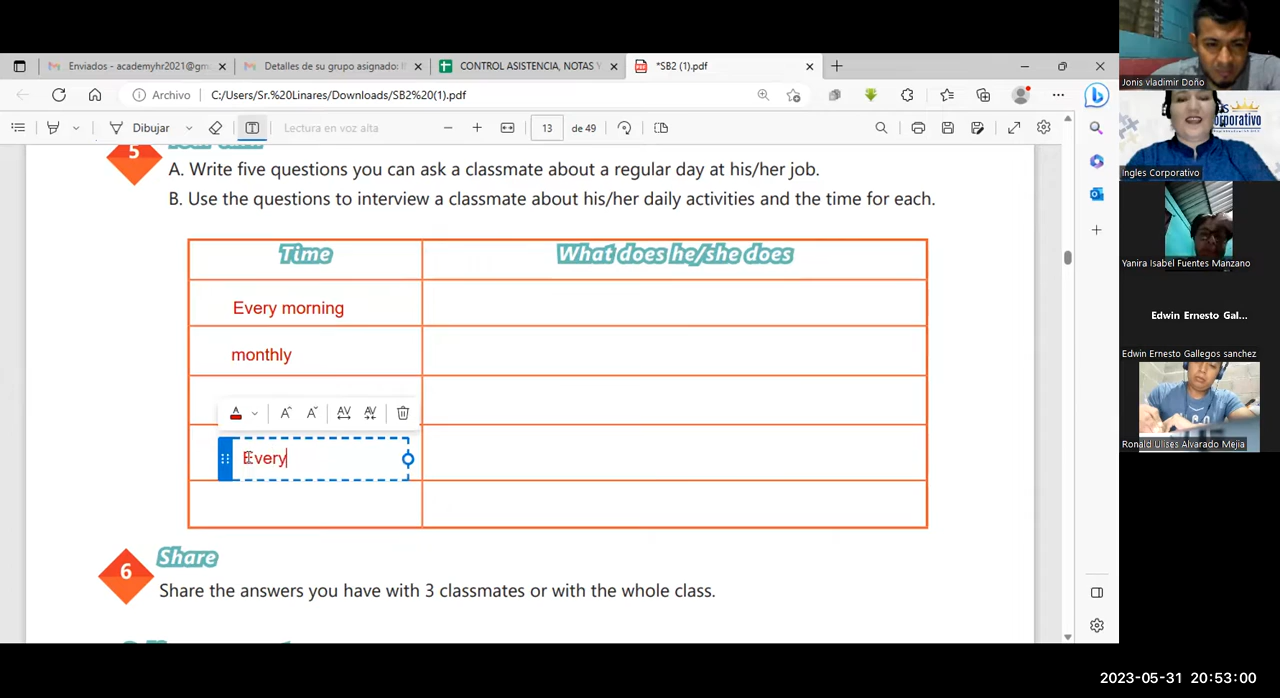 Enviados - academyhr2021@gm
Detalles de su grupo asignado: I
CONTROL ASISTENCIA, NOTAS Y
*SB2 (1).pdf
Archivo
C:/Users/Sr.%20Linares/Downloads/SB2%20(1).pdf
Dibujar
Lectura en voz alta
13
de 49
5
A. Write five questions you can ask a classmate about a regular day at his/her job.
B. Use the questions to interview a classmate about his/her daily activities and the time for each.
Time
What does he/she does
Every morning
monthly
Every
6
Share
Share the answers you have with 3 classmates or with the whole class.
Jonis vladimir Doño
Corporativo
Ingles Corporativo
Yanira Isabel Fuentes Manzano
Edwin Ernesto Gal...
Edwin Ernesto Gallegos sanchez
Ronald Ulises Alvarado Mejia
2023-05-31 20:53:00